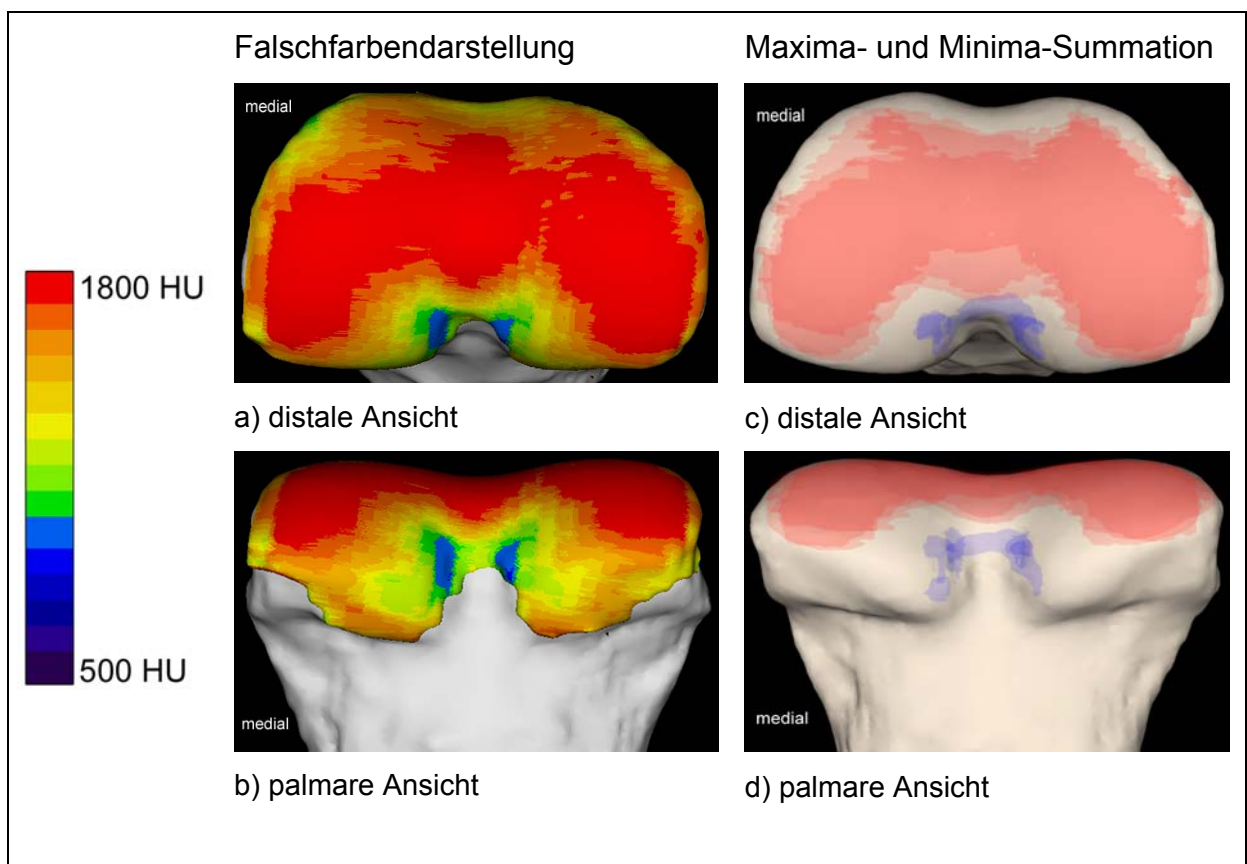 Falschfarbendarstellung
Maxima- und Minima-Summation
medial
medial
1800 HU
500 HU
a) distale Ansicht
c) distale Ansicht
medial
medial
b) palmare Ansicht
d) palmare Ansicht